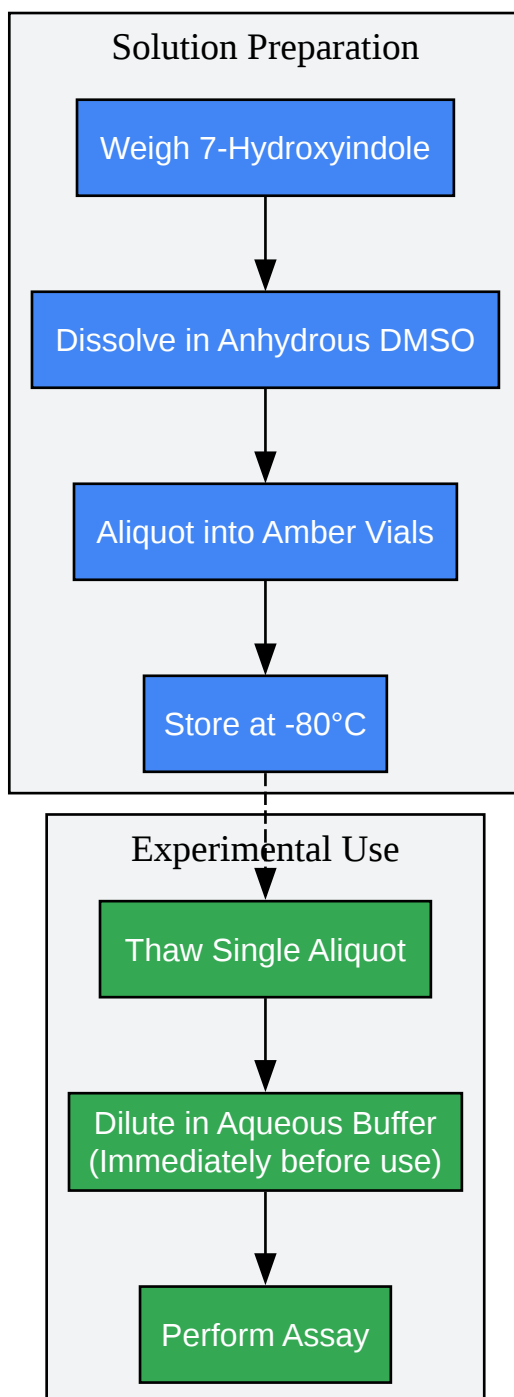 Solution Preparation
Weigh 7-Hydroxyindole
Dissolve in Anhydrous DMSO
Aliquot into Amber Vials
Store at -80°C
Experimental Use
Thaw Single Aliquot
Dilute in Aqueous Buffer
(Immediately before use)
Perform Assay